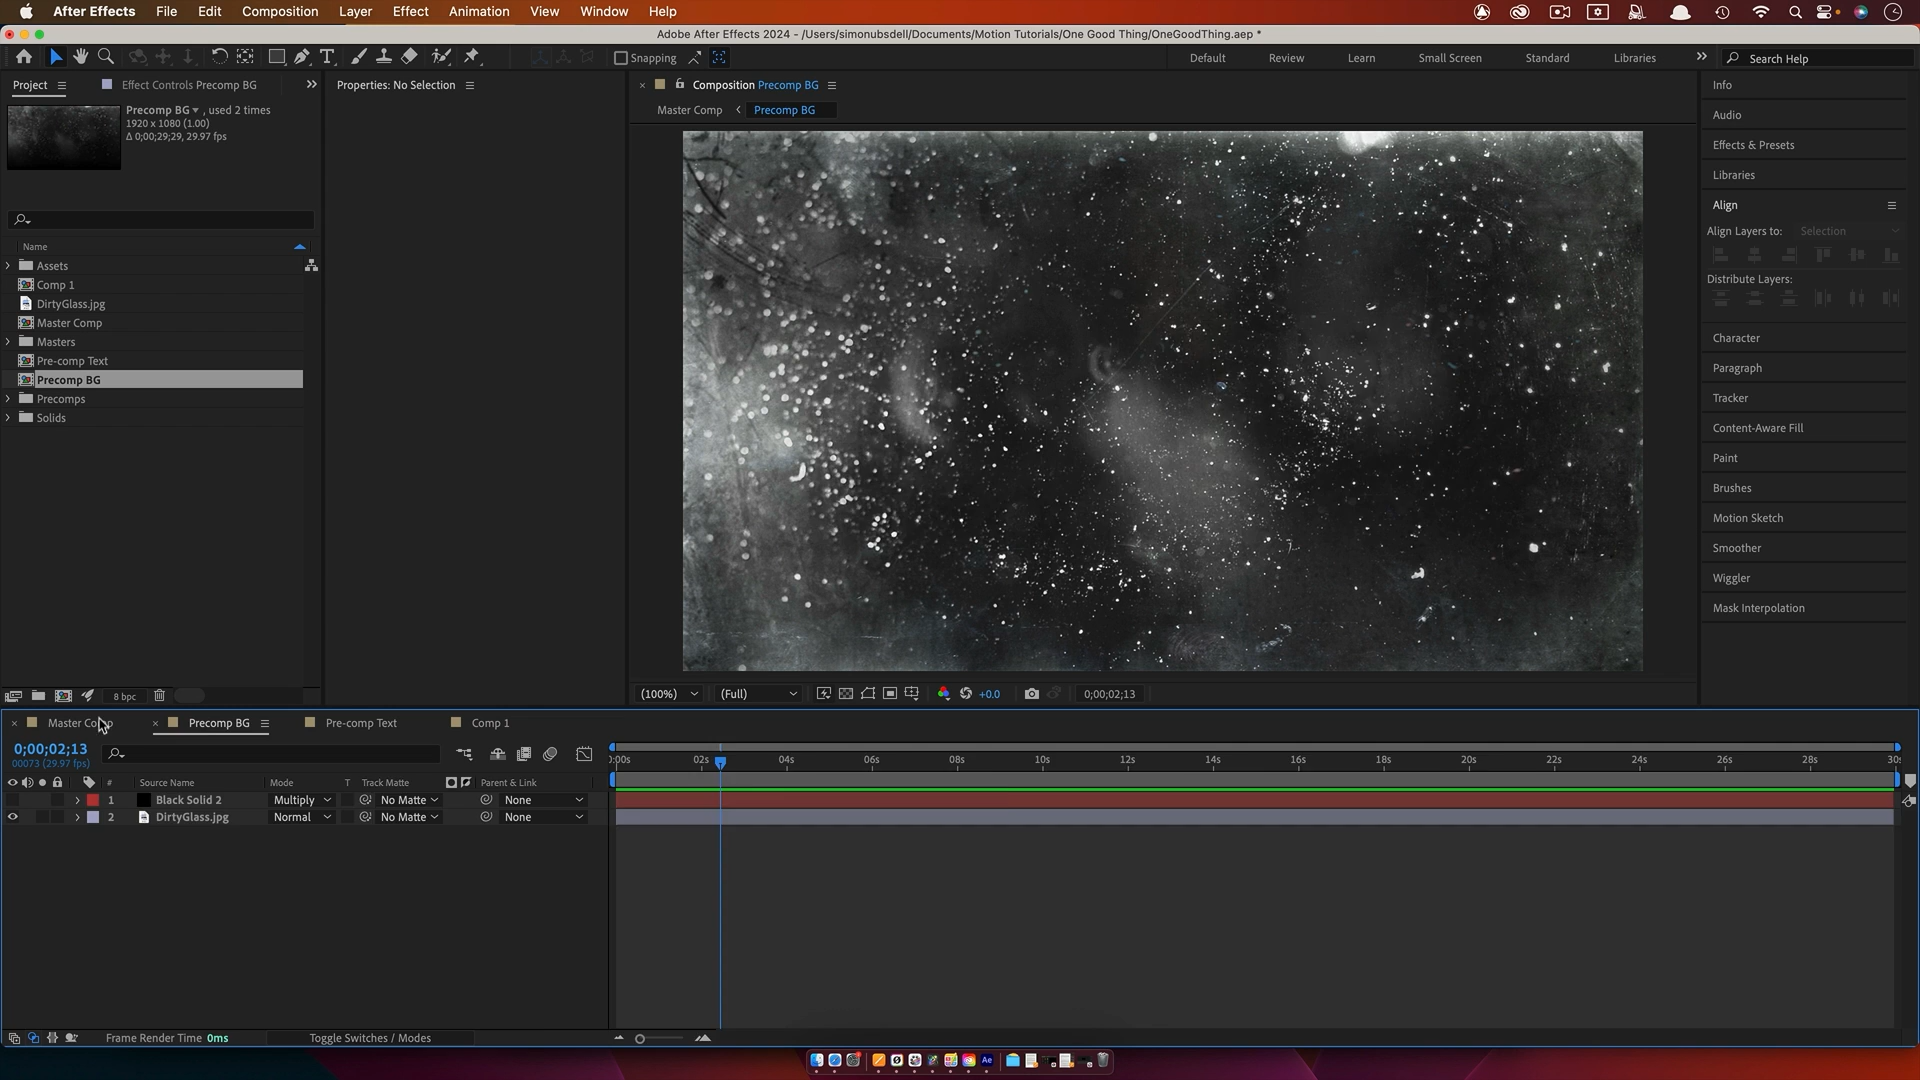 After Effects File Edit Composition Layer Effect Animation View Window Help
Adobe After Effects 2024 - /Users/simonubsdell/Documents/Motion Tutorials/One Good Thing/OneGoodThing.aep *
Snapping Default Review Learn Small Screen Standard Libraries Search Help
Project Effect Controls Precomp BG Properties: No Selection Composition Precomp BG
Master Comp Precomp BG
Precomp BG , used 2 times
1920 x 1080 (1.00)
Δ 0;00;29;29, 29.97 fps
Name
Assets
Comp 1
DirtyGlass.jpg
Master Comp
Masters
Pre-comp Text
Precomp BG
Precomps
Solids
8 bpc
(100%) (Full) +0.0 0;00;02;13
Info
Audio
Effects & Presets
Libraries
Align
Align Layers to: Selection
Distribute Layers:
Character
Paragraph
Tracker
Content-Aware Fill
Paint
Brushes
Motion Sketch
Smoother
Wiggler
Mask Interpolation
Master Comp Precomp BG Pre-comp Text Comp 1
0;00;02;13
00073 (29.97 fps)
# Source Name Mode T Track Matte Parent & Link
1 Black Solid 2 Multiply No Matte None
2 DirtyGlass.jpg Normal No Matte None
02s 04s 06s 08s 10s 12s 14s 16s 18s 20s 22s 24s 26s 28s
Frame Render Time 0ms Toggle Switches / Modes
Ae